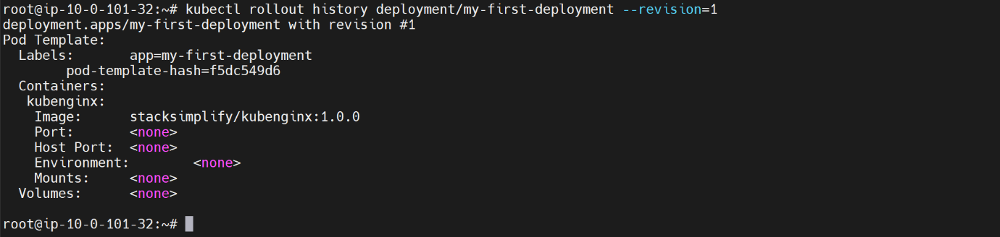 root@ip-10-0-101-32:~# kubectl rollout history deployment/my-first-deployment --revision=1
deployment.apps/my-first-deployment with revision #1
Pod Template:
  Labels:       app=my-first-deployment
        pod-template-hash=f5dc549d6
  Containers:
   kubenginx:
    Image:      stacksimplify/kubenginx:1.0.0
    Port:       <none>
    Host Port:  <none>
    Environment:        <none>
    Mounts:     <none>
  Volumes:      <none>
root@ip-10-0-101-32:~#